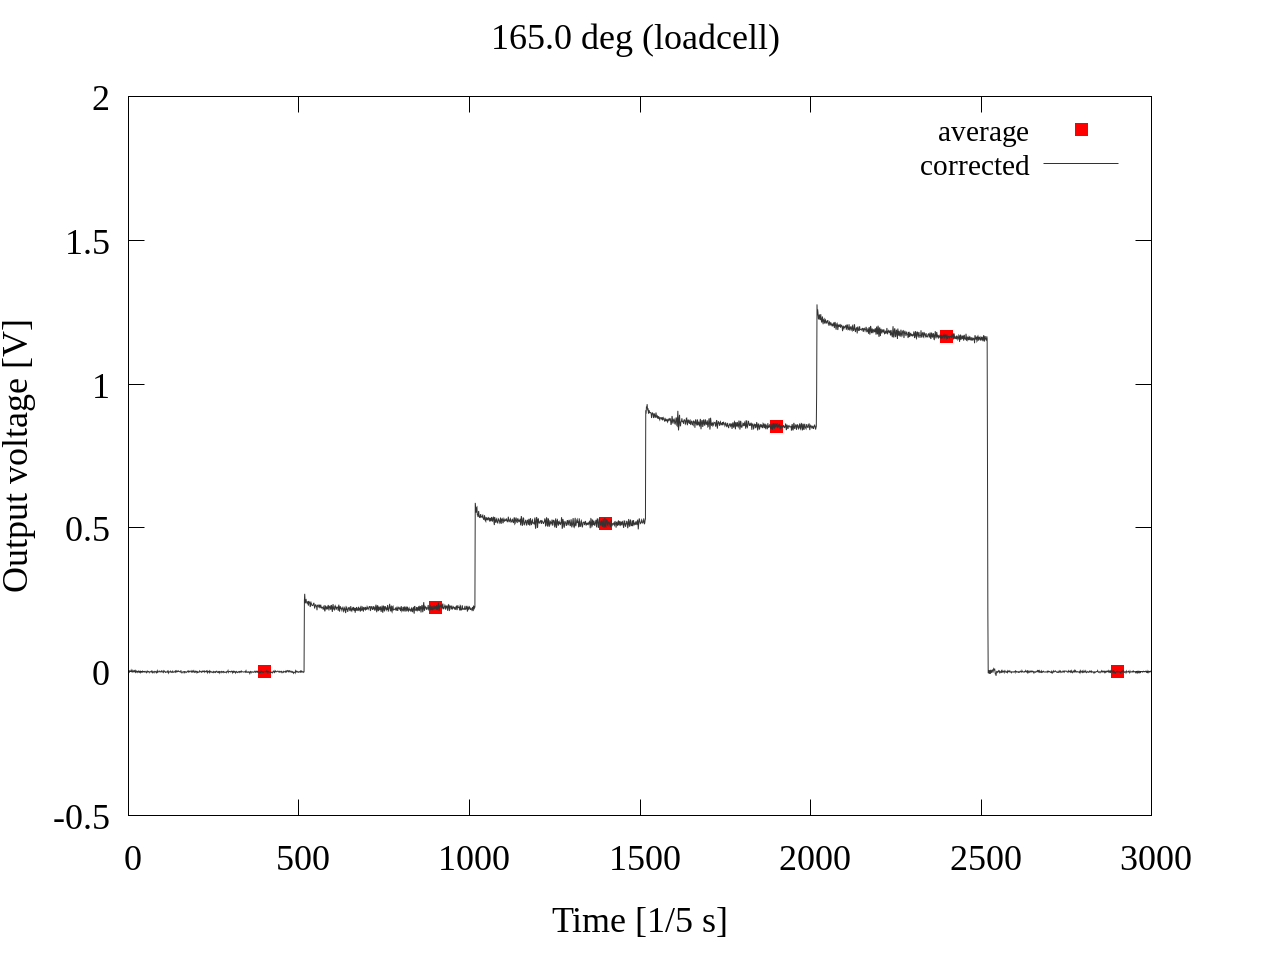 165.0 deg (loadcell)
average
corrected
2
1.5
1
0.5
0
-0.5
Output voltage [V]
0 500 1000 1500 2000 2500 3000
Time [1/5 s]